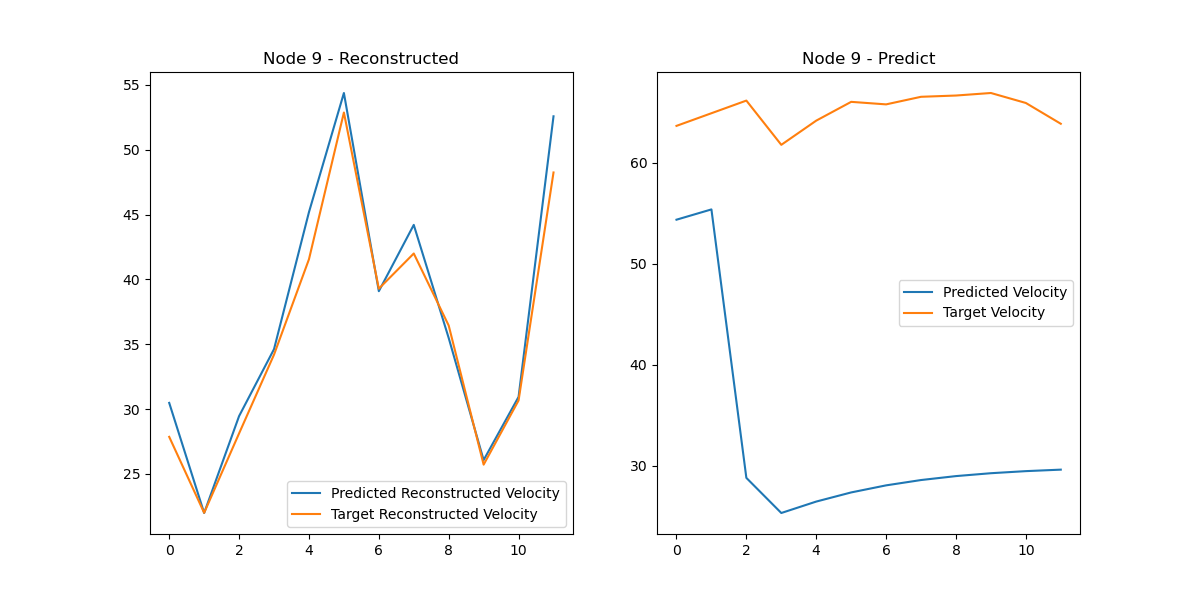 Node 9 - Reconstructed
55
50
45
40
35
30
25
0 2 4 6 8 10
Predicted Reconstructed Velocity
Target Reconstructed Velocity
Node 9 - Predict
60
50
40
30
0 2 4 6 8 10
Predicted Velocity
Target Velocity